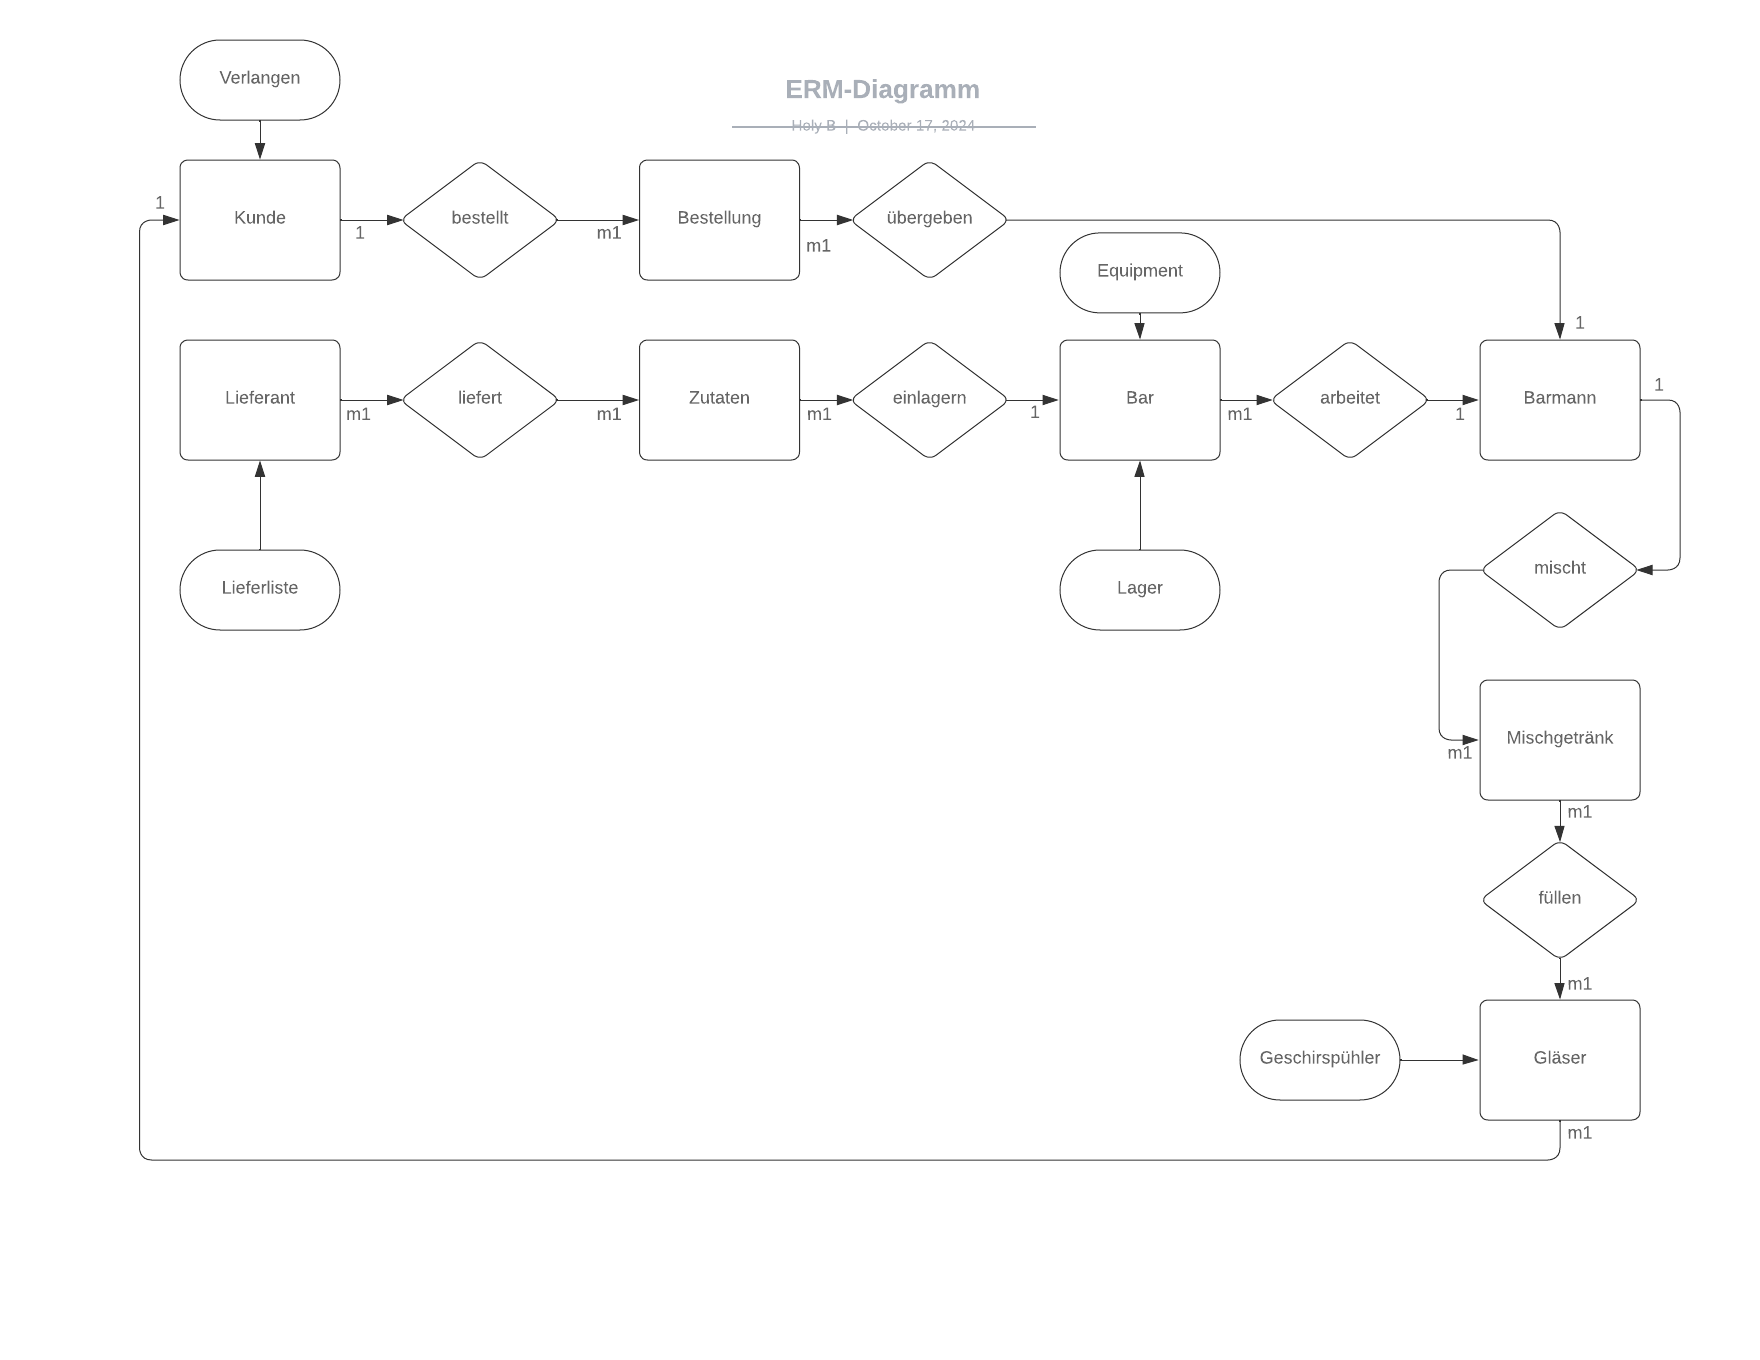 Verlangen
ERM-Diagramm
Holy B | October 17, 2024
1
Kunde
1
bestellt
m1
Bestellung
m1
übergeben
Equipment
1
Lieferant
m1
liefert
m1
Zutaten
m1
einlagern
1
Bar
m1
arbeitet
1
Barmann
1
Lieferliste
Lager
mischt
m1
Mischgetränk
m1
füllen
m1
Geschirspühler
Gläser
m1